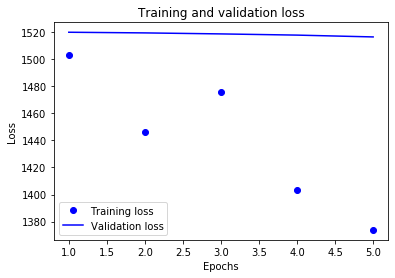 Training and validation loss
1520
1500
1480
1460
1440
1420
1400
1380
Loss
Training loss
Validation loss
1.0 1.5 2.0 2.5 3.0 3.5 4.0 4.5 5.0
Epochs